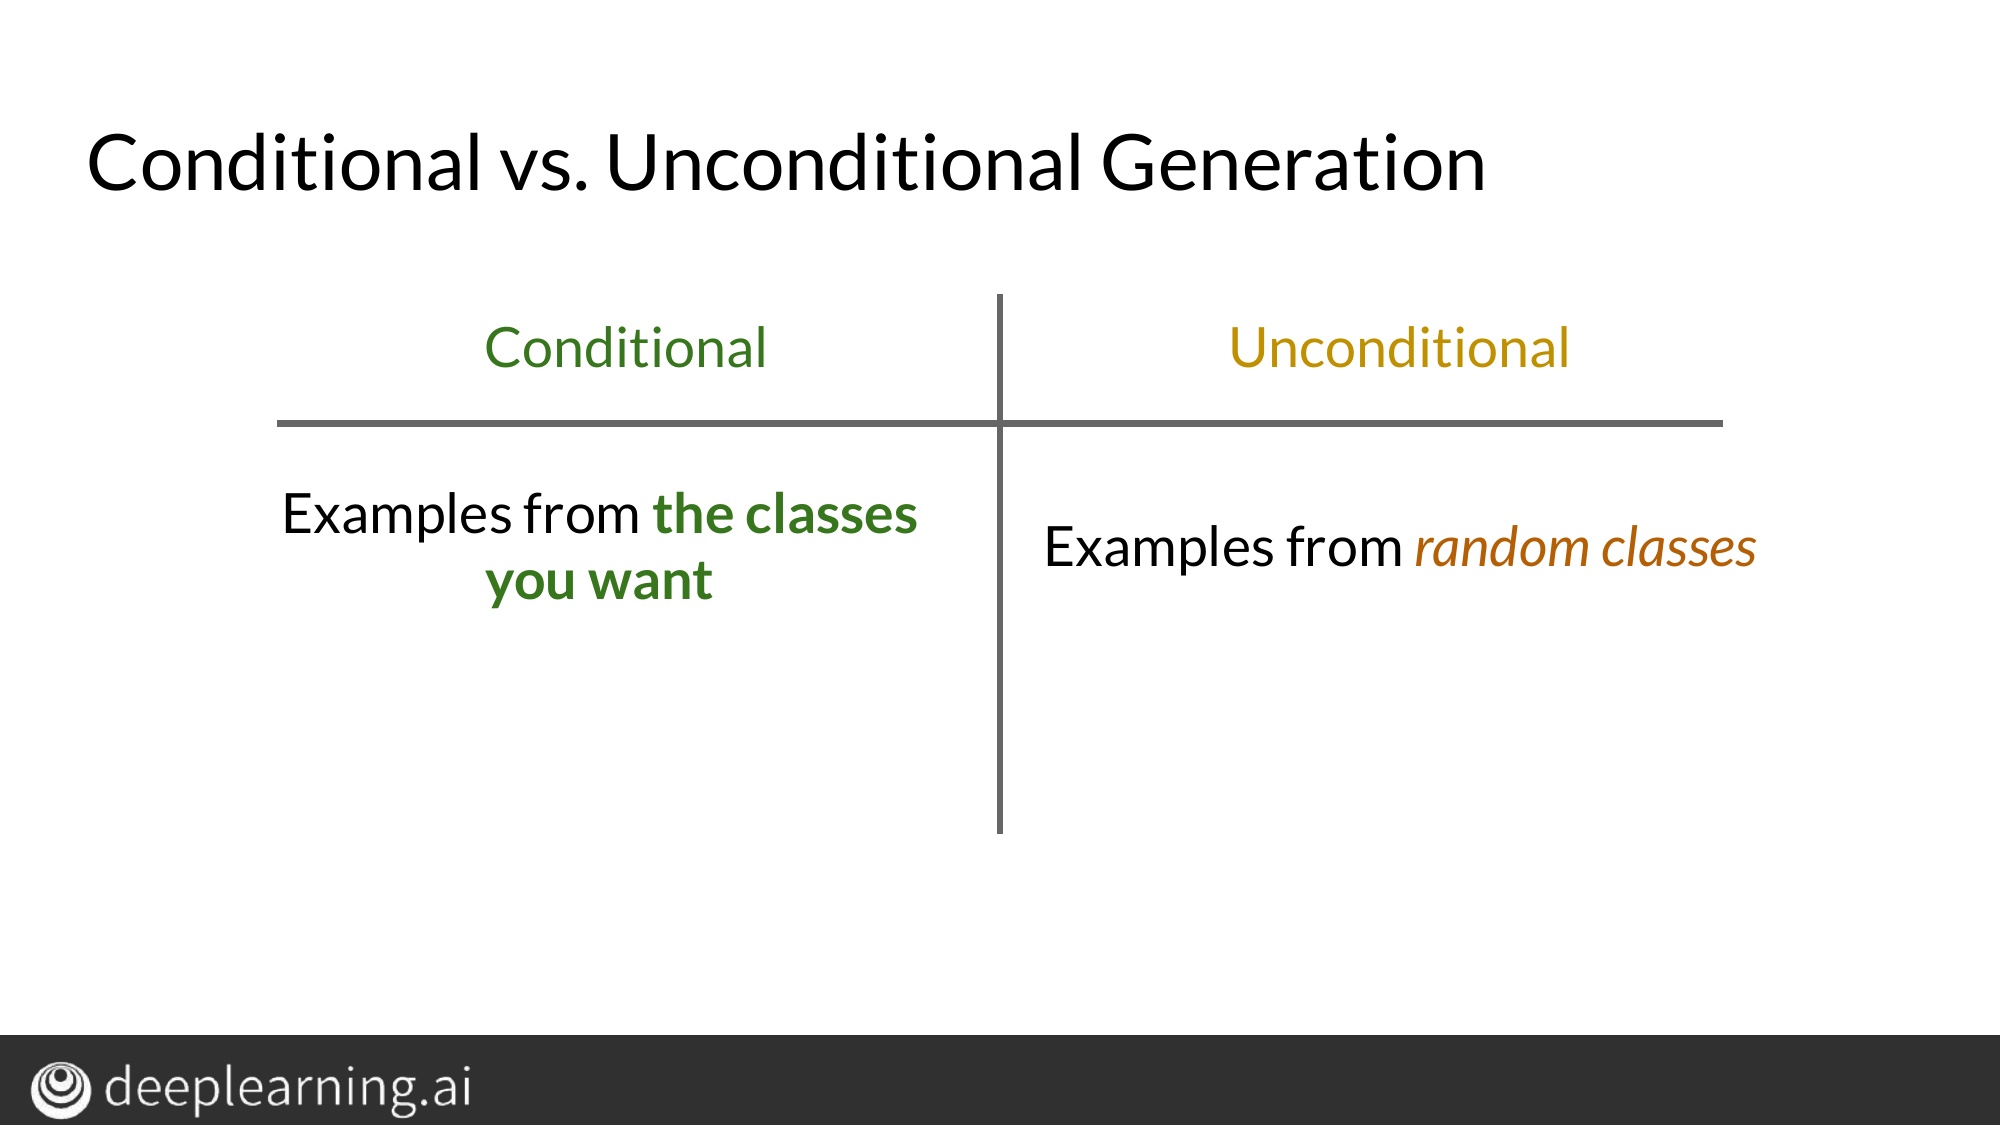 Conditional vs. Unconditional Generation
Conditional
Unconditional
Examples from the classes
you want
Examples from random classes
deeplearning.ai